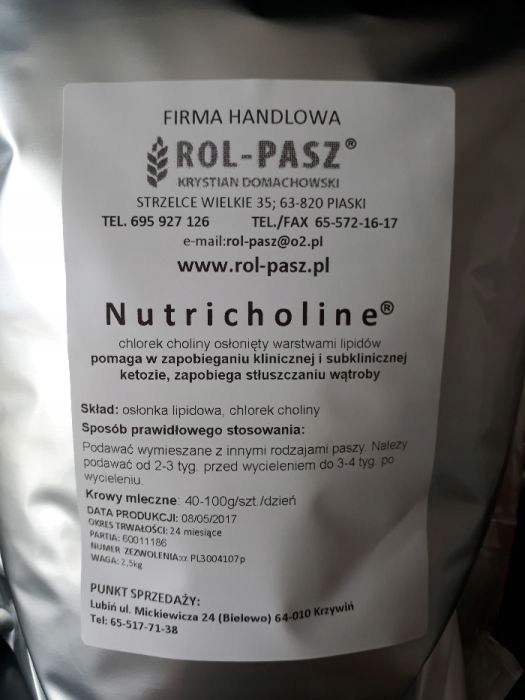 FIRMA HANDLOWA
ROL-PASZ®
KRYSTIAN DOMACHOWSKI
STRZELCE WIELKIE 35; 63-820 PIASKI
TEL. 695 927 126 TEL./FAX 65-572-16-17
e-mail:rol-pasz@o2.pl
www.rol-pasz.pl
Nutricholine®
chlorek choliny osłonięty warstwami lipidów
pomaga w zapobieganiu klinicznej i subklinicznej
ketozie, zapobiega stłuszczaniu wątroby
Skład: osłonka lipidowa, chlorek choliny
Sposób prawidłowego stosowania:
Podawać wymieszane z innymi rodzajami paszy. Należy
podawać od 2-3 tyg. przed wycieleniem do 3-4 tyg. po
wycieleniu.
Krowy mleczne: 40-100g/szt./dzień
DATA PRODUKCJI: 08/05/2017
OKRES TRWAŁOŚCI: 24 miesiące
PARTIA: 60011186
NUMER ZEZWOLENIA: PL3004107p
WAGA: 2,5kg
PUNKT SPRZEDAŻY:
Lubiń ul. Mickiewicza 24 (Bielewo) 64-010 Krzywiń
Tel: 65-517-71-38